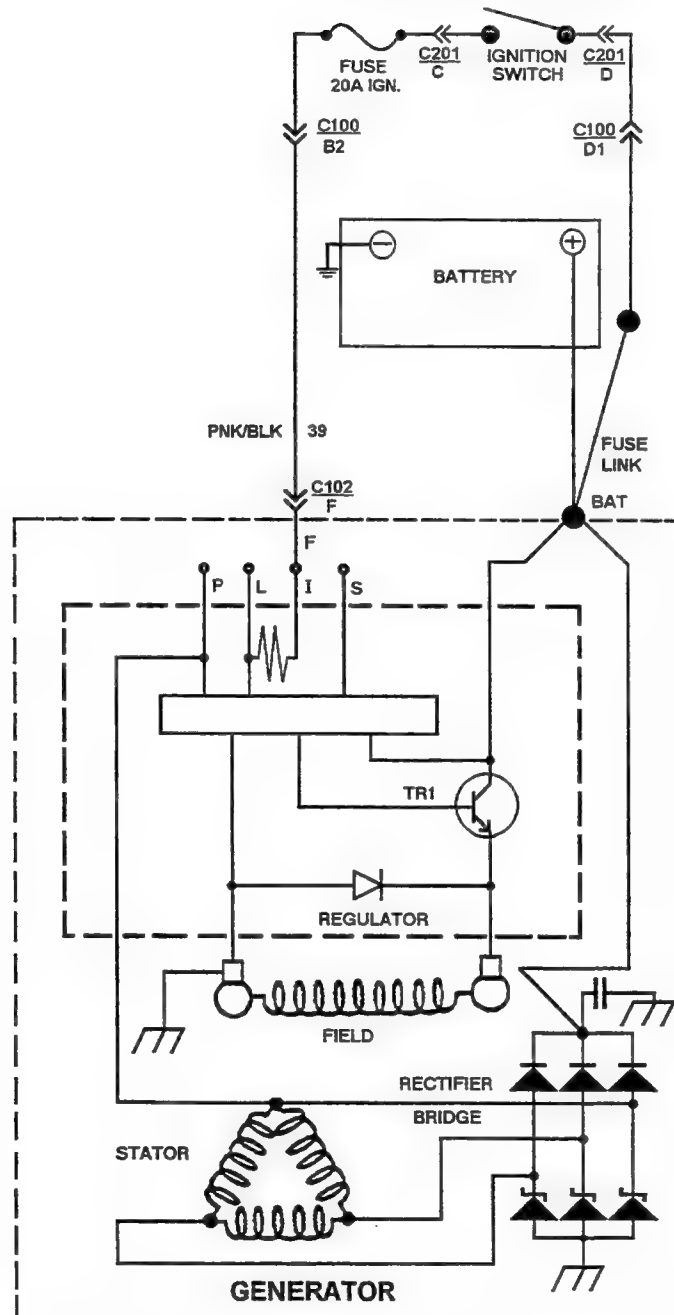 FUSE
20A IGN.
C201
C
IGNITION
SWITCH
C201
D
C100
B2
C100
D1
−
+
BATTERY
PNK/BLK 39
FUSE
LINK
C102
F
BAT
F
P L I S
TR1
REGULATOR
FIELD
RECTIFIER
BRIDGE
STATOR
GENERATOR